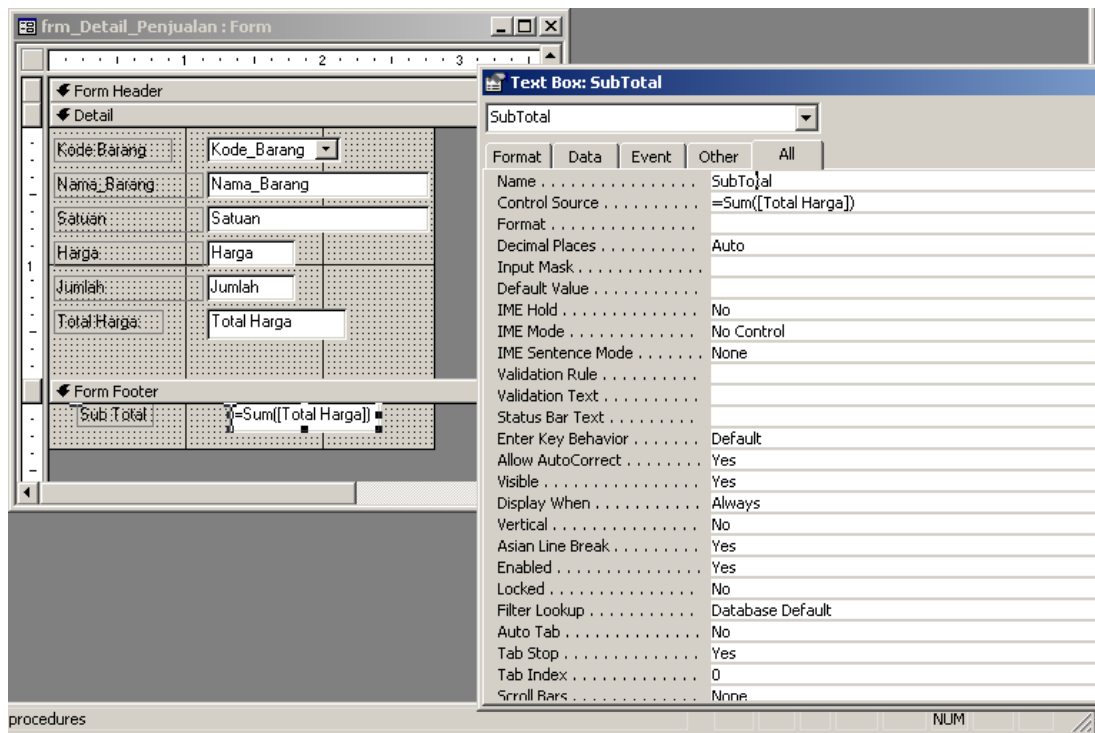 frm_Detail_Penjualan : Form
1 2 3
Form Header
Detail
Kode Barang Kode_Barang
Nama_Barang Nama_Barang
Satuan Satuan
Harga Harga
1
Jumlah Jumlah
Total Harga: Total Harga
Form Footer
Sub Total =Sum([Total Harga])
Text Box: SubTotal
SubTotal
Format Data Event Other All
Name . . . . . . . . . . . . . . . . SubTotal
Control Source . . . . . . . . . . =Sum([Total Harga])
Format . . . . . . . . . . . . . . .
Decimal Places . . . . . . . . . . Auto
Input Mask . . . . . . . . . . . . .
Default Value . . . . . . . . . . .
IME Hold . . . . . . . . . . . . . . No
IME Mode . . . . . . . . . . . . . No Control
IME Sentence Mode . . . . . . . None
Validation Rule . . . . . . . . . .
Validation Text . . . . . . . . . .
Status Bar Text . . . . . . . . .
Enter Key Behavior . . . . . . . Default
Allow AutoCorrect . . . . . . . . Yes
Visible . . . . . . . . . . . . . . . . Yes
Display When . . . . . . . . . . . Always
Vertical . . . . . . . . . . . . . . . No
Asian Line Break . . . . . . . . . Yes
Enabled . . . . . . . . . . . . . . . Yes
Locked . . . . . . . . . . . . . . . No
Filter Lookup . . . . . . . . . . . Database Default
Auto Tab . . . . . . . . . . . . . . No
Tab Stop . . . . . . . . . . . . . . Yes
Tab Index . . . . . . . . . . . . . 0
Scroll Bars . . . . . . . . . . . . . None
procedures NUM